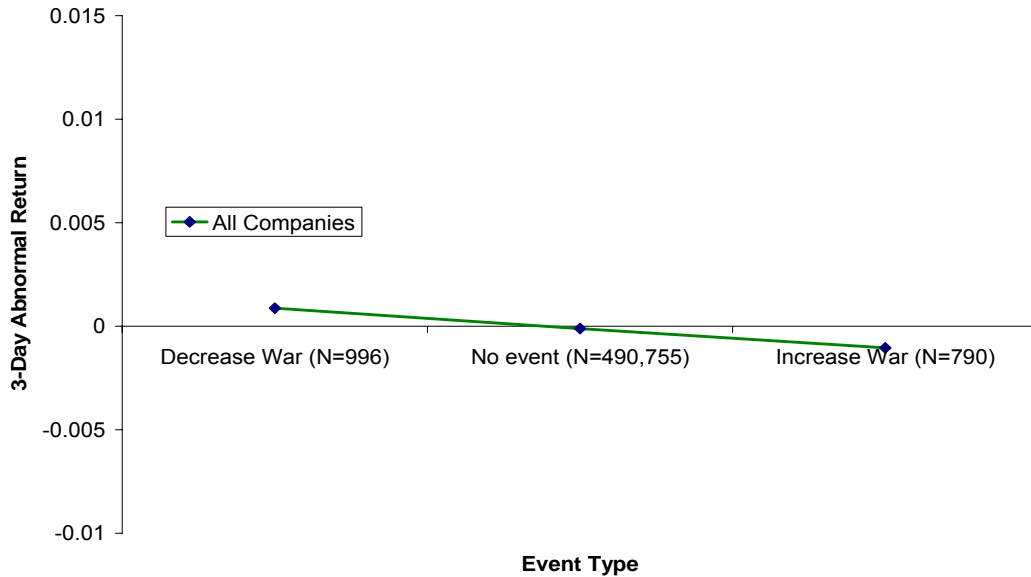 0.015
0.01
0.005
0
-0.005
-0.01
3-Day Abnormal Return
All Companies
Decrease War (N=996)
No event (N=490,755)
Increase War (N=790)
Event Type